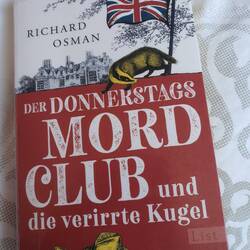 RICHARD
OSMAN
DER DONNERSTAGS
MORD
CLUB und
die verirrte Kugel
List